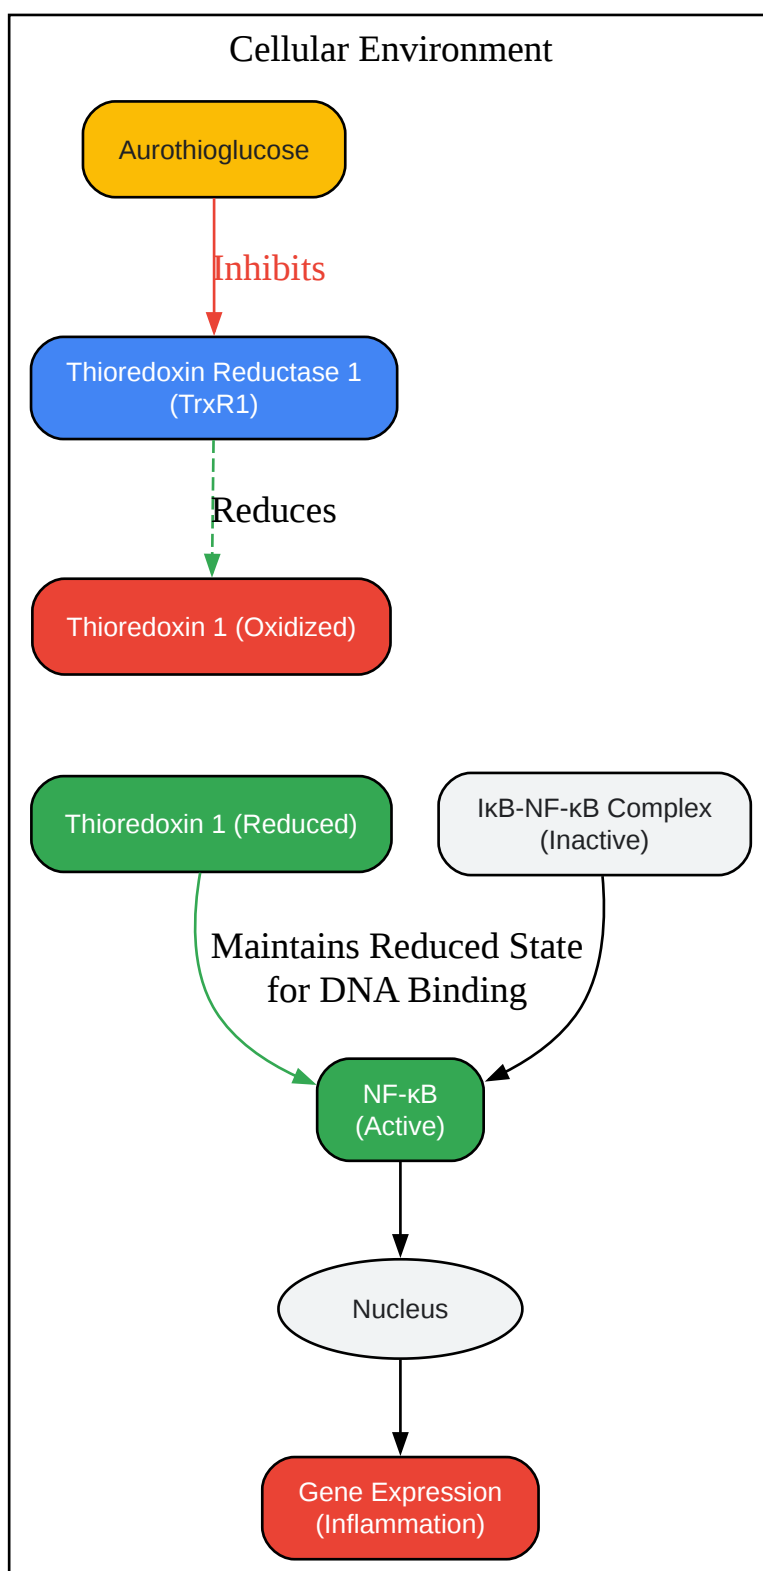 Cellular Environment
Aurothioglucose
Inhibits
Thioredoxin Reductase 1
(TrxR1)
Reduces
Thioredoxin 1 (Oxidized)
Thioredoxin 1 (Reduced)
IκB-NF-κB Complex
(Inactive)
Maintains Reduced State
for DNA Binding
NF-κB
(Active)
Nucleus
Gene Expression
(Inflammation)